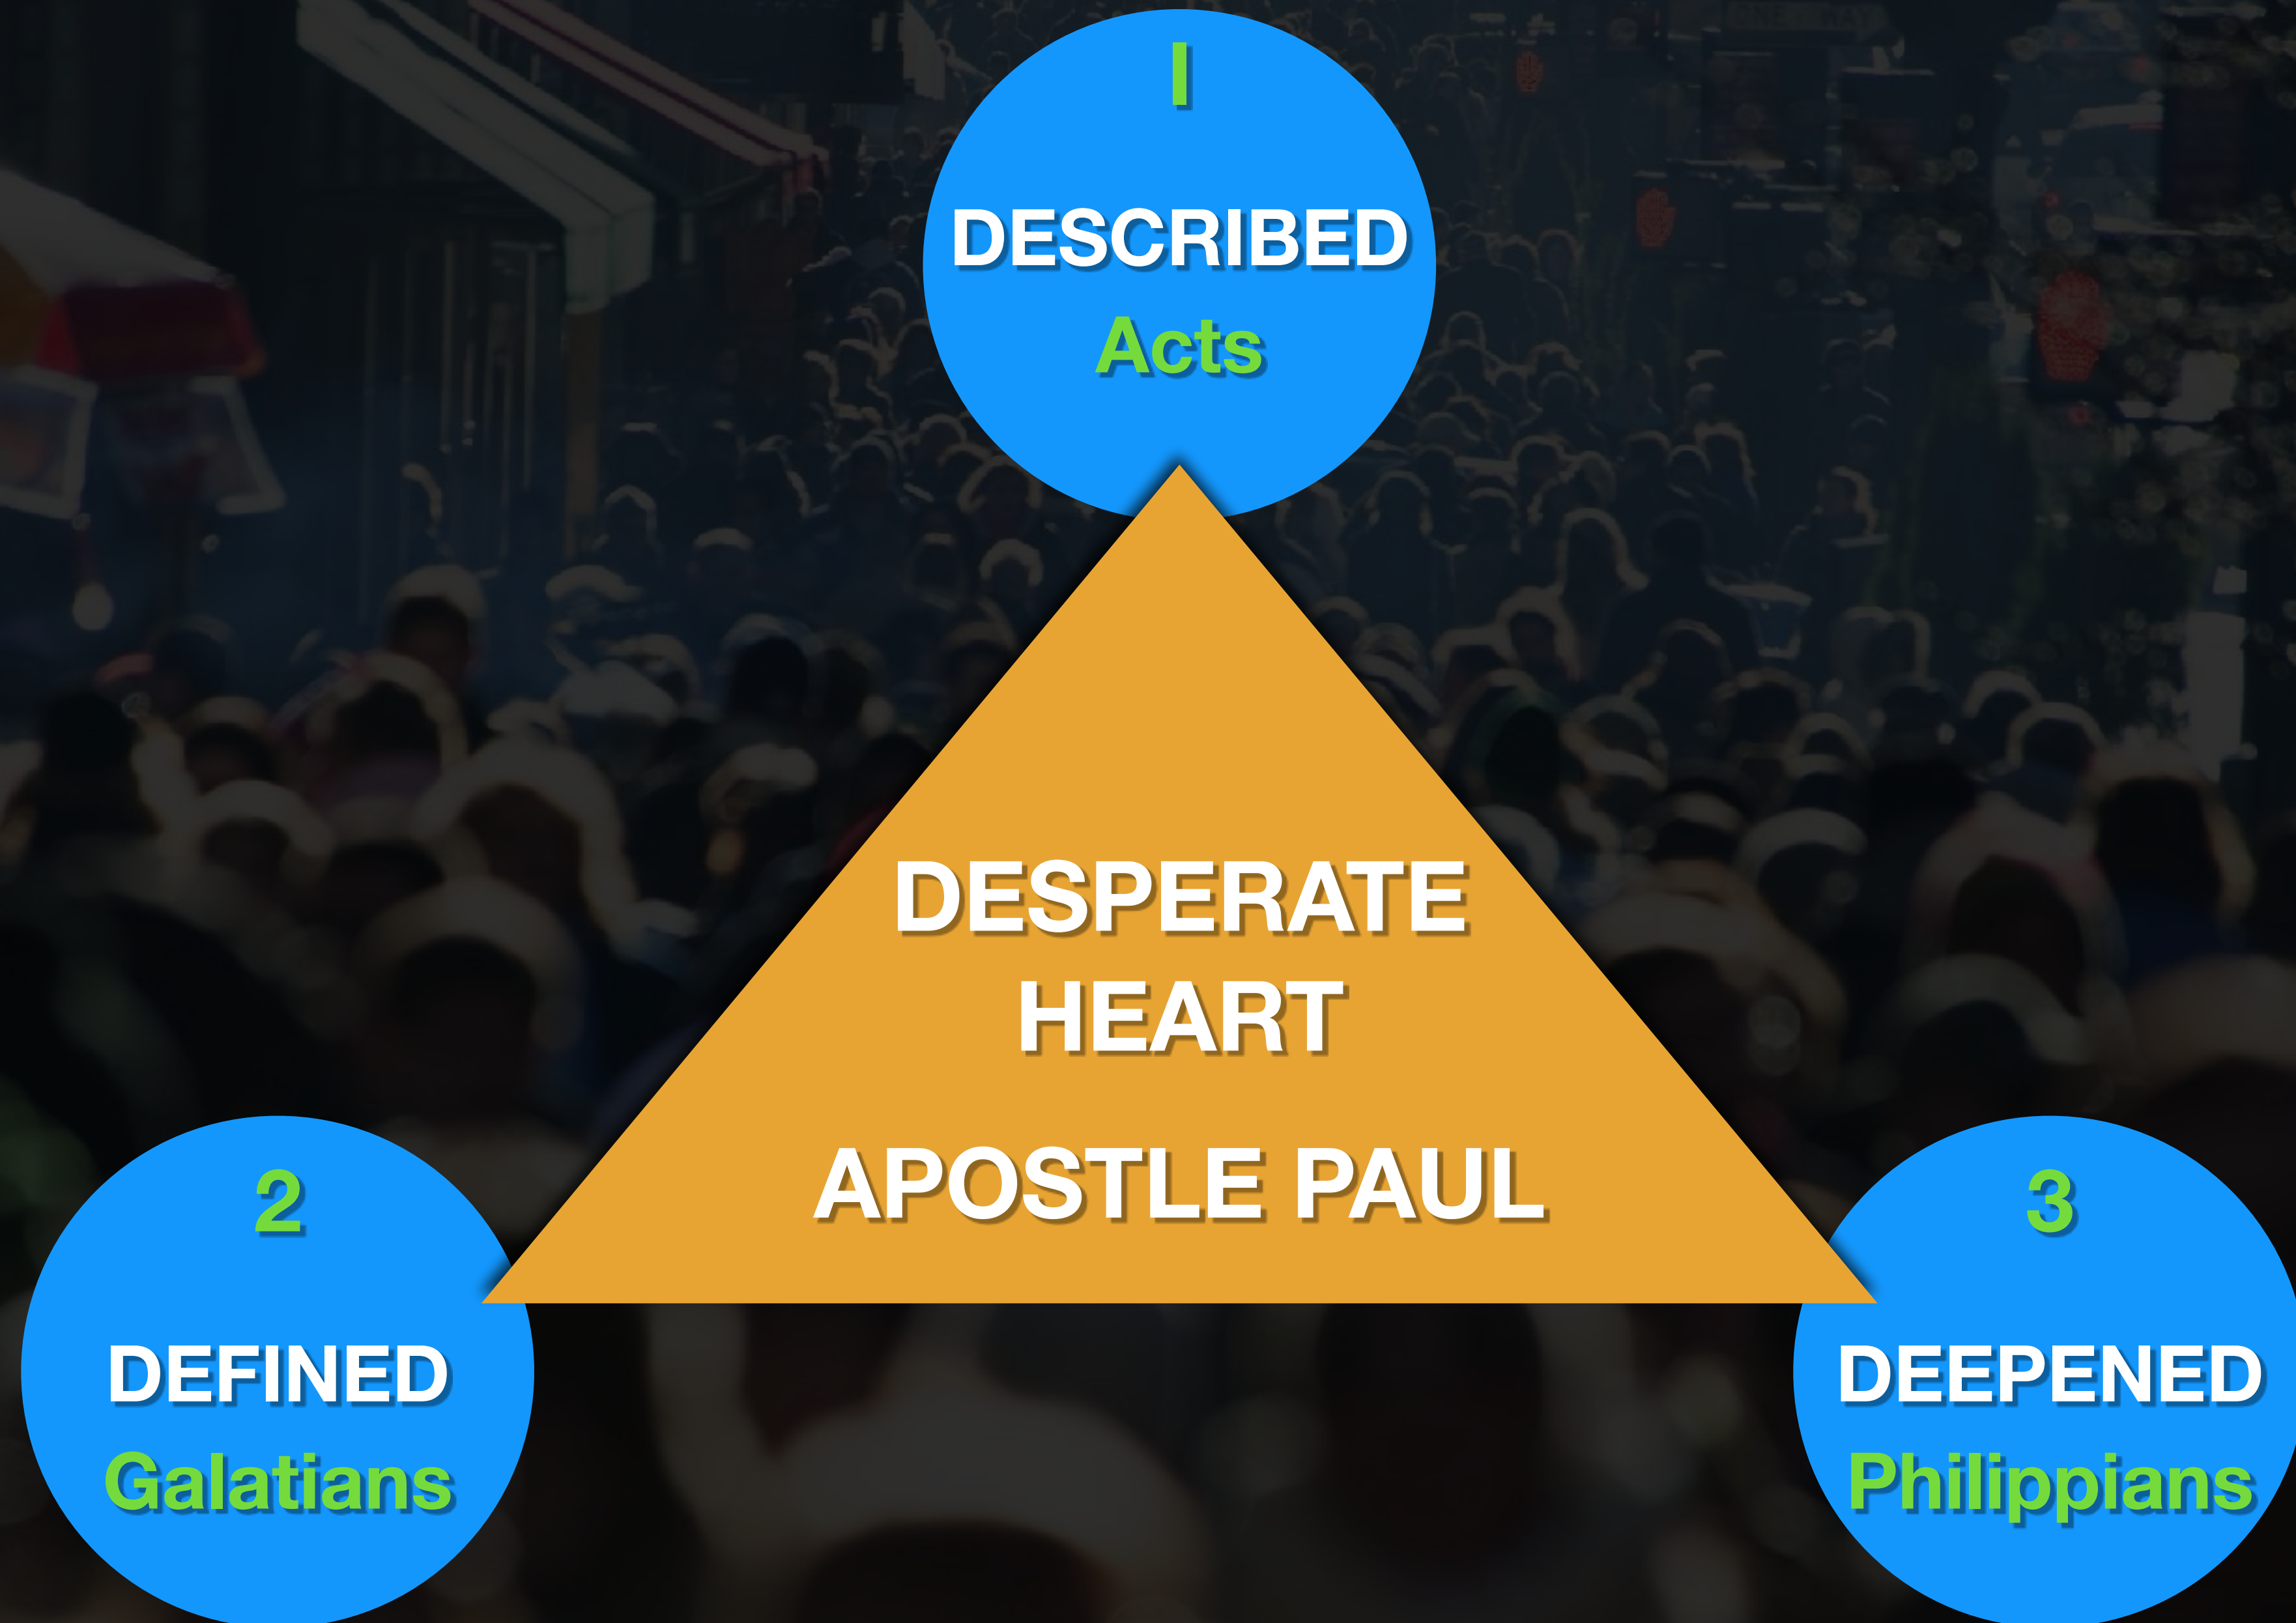 I
DESCRIBED
Acts
DESPERATE
HEART
APOSTLE PAUL
2
DEFINED
Galatians
3
DEEPENED
Philippians